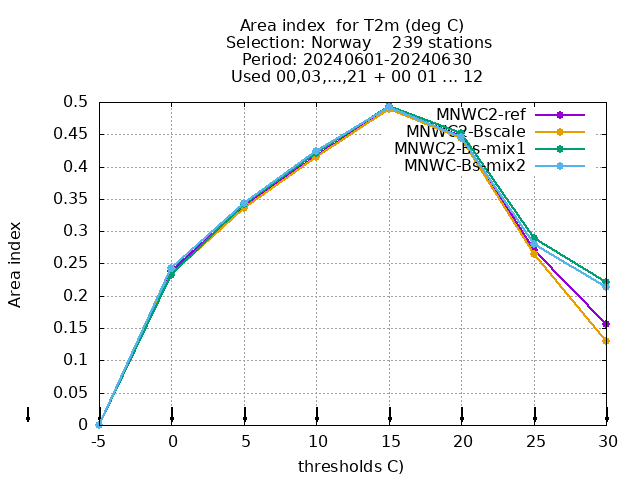 Area index  for T2m (deg C)
Selection: Norway    239 stations
Period: 20240601-20240630
Used 00,03,...,21 + 00 01 ... 12
MNWC2-ref
MNWC2-Bscale
MNWC2-Bs-mix1
MNWC-Bs-mix2
0.5
0.45
0.4
0.35
0.3
0.25
0.2
0.15
0.1
0.05
0
Area index
-5 0 5 10 15 20 25 30
thresholds C)